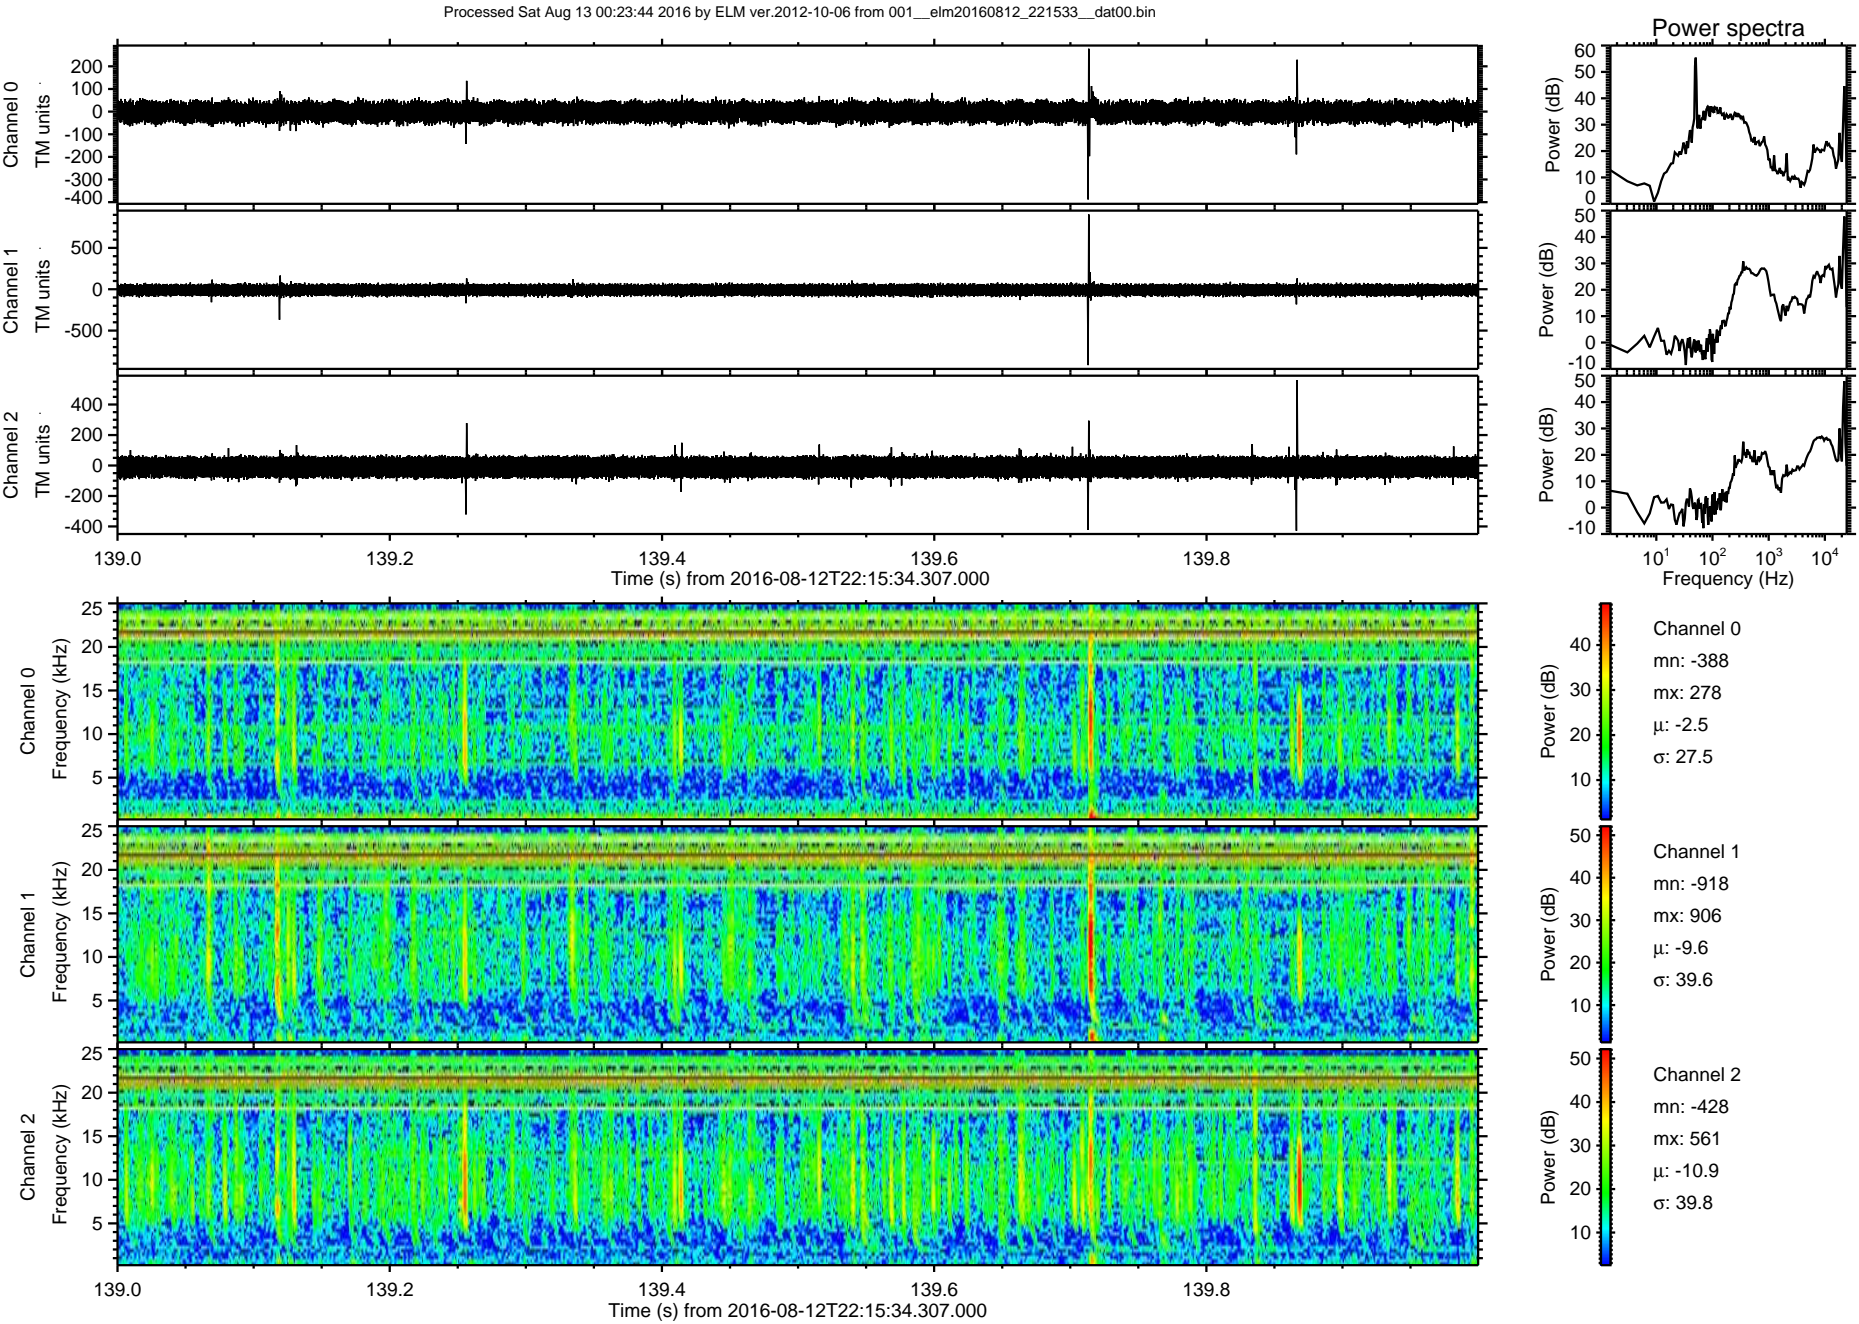 Processed Sat Aug 13 00:23:44 2016 by ELM ver.2012-10-06 from 001__elm20160812_221533__dat00.bin
Power spectra
Channel 0
TM units
200
100
0
-100
-200
-300
-400
Power (dB)
60
50
40
30
20
10
0
Channel 1
TM units
500
0
-500
Power (dB)
50
40
30
20
10
0
-10
Channel 2
TM units
400
200
0
-200
-400
Power (dB)
50
40
30
20
10
0
-10
139.0 139.2 139.4 139.6 139.8
Time (s) from 2016-08-12T22:15:34.307.000
10¹ 10² 10³ 10⁴
Frequency (Hz)
Channel 0
Frequency (kHz)
25
20
15
10
5
Power (dB)
40
30
20
10
Channel 0
mn: -388
mx: 278
μ: -2.5
σ: 27.5
Channel 1
Frequency (kHz)
25
20
15
10
5
Power (dB)
50
40
30
20
10
Channel 1
mn: -918
mx: 906
μ: -9.6
σ: 39.6
Channel 2
Frequency (kHz)
25
20
15
10
5
Power (dB)
50
40
30
20
10
Channel 2
mn: -428
mx: 561
μ: -10.9
σ: 39.8
139.0 139.2 139.4 139.6 139.8
Time (s) from 2016-08-12T22:15:34.307.000